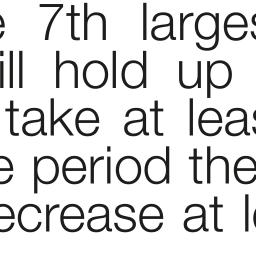 e 7th larges
ill hold up
take at leas
e period the
ecrease at l